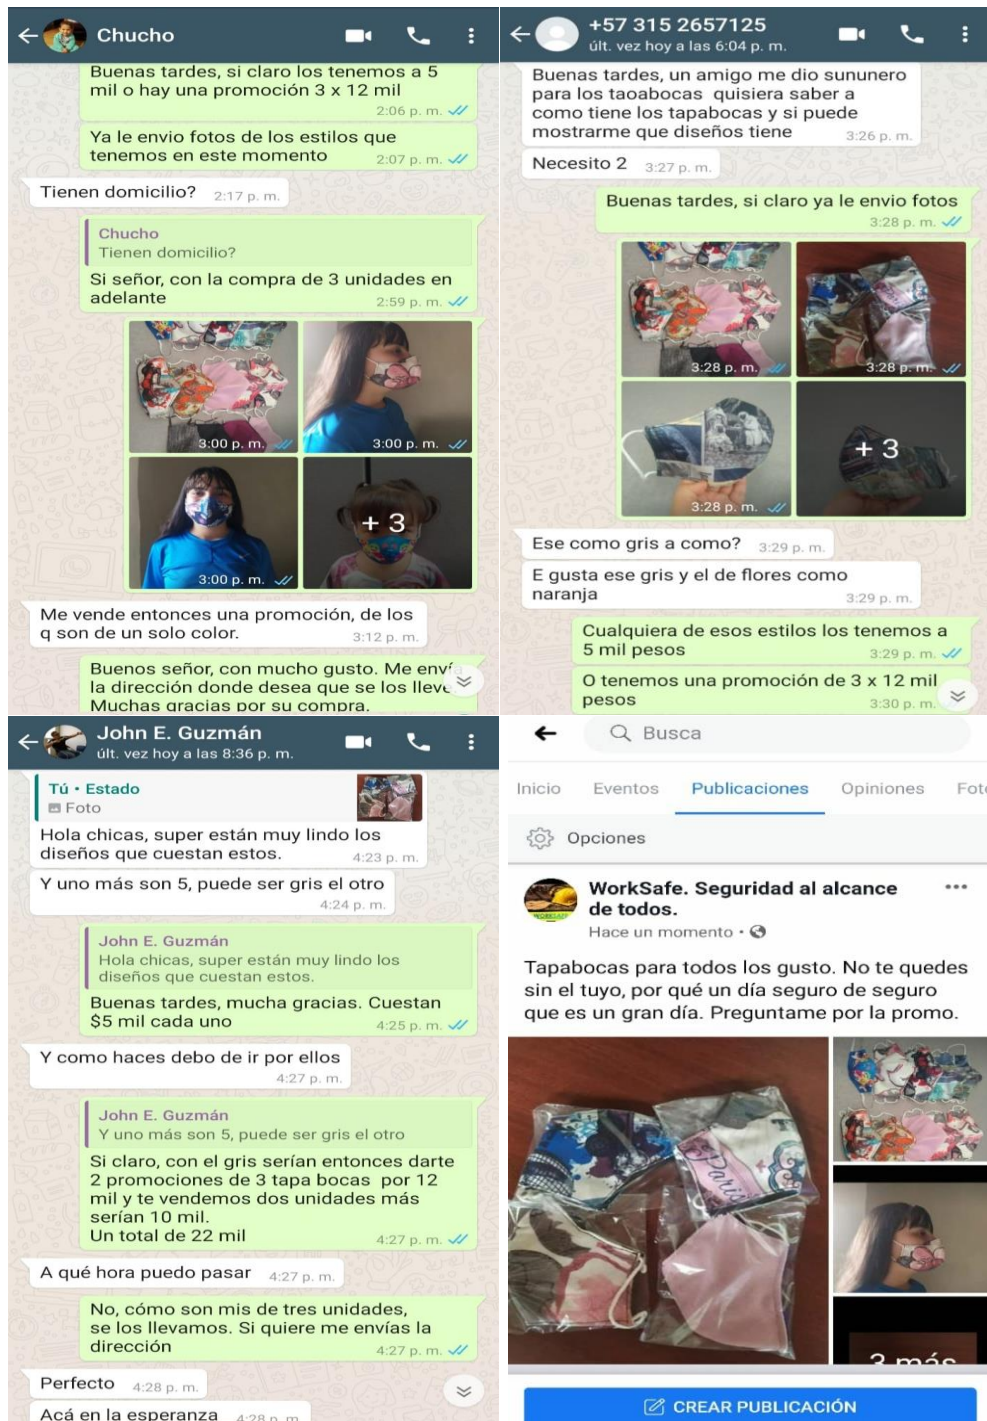 Chucho
Buenas tardes, si claro los tenemos a 5
mil o hay una promoción 3 x 12 mil
2:06 p. m.
Ya le envio fotos de los estilos que
tenemos en este momento
2:07 p. m.
Tienen domicilio?
2:17 p. m.
Chucho
Tienen domicilio?
Si señor, con la compra de 3 unidades en
adelante
2:59 p. m.
3:00 p. m.
3:00 p. m.
3:00 p. m.
+ 3
Me vende entonces una promoción, de los
q son de un solo color.
3:12 p. m.
Buenos señor, con mucho gusto. Me envía
la dirección donde desea que se los lleve
Muchas gracias por su compra.
+57 315 2657125
últ. vez hoy a las 6:04 p. m.
Buenas tardes, un amigo me dio sununero
para los taoabocas quisiera saber a
como tiene los tapabocas y si puede
mostrarme que diseños tiene
3:26 p. m.
Necesito 2
3:27 p. m.
Buenas tardes, si claro ya le envio fotos
3:28 p. m.
3:28 p. m.
3:28 p. m.
3:28 p. m.
+ 3
Ese como gris a como?
3:29 p. m.
E gusta ese gris y el de flores como
naranja
3:29 p. m.
Cualquiera de esos estilos los tenemos a
5 mil pesos
3:29 p. m.
O tenemos una promoción de 3 x 12 mil
pesos
3:30 p. m.
John E. Guzmán
últ. vez hoy a las 8:36 p. m.
Tú • Estado
Foto
Hola chicas, super están muy lindo los
diseños que cuestan estos.
4:23 p. m.
Y uno más son 5, puede ser gris el otro
4:24 p. m.
John E. Guzmán
Hola chicas, super están muy lindo los
diseños que cuestan estos.
Buenas tardes, mucha gracias. Cuestan
$5 mil cada uno
4:25 p. m.
Y como haces debo de ir por ellos
4:27 p. m.
John E. Guzmán
Y uno más son 5, puede ser gris el otro
Si claro, con el gris serían entonces darte
2 promociones de 3 tapa bocas por 12
mil y te vendemos dos unidades más
serían 10 mil.
Un total de 22 mil
4:27 p. m.
A qué hora puedo pasar
4:27 p. m.
No, cómo son mis de tres unidades,
se los llevamos. Si quiere me envías la
dirección
4:27 p. m.
Perfecto
4:28 p. m.
Acá en la esperanza
4:28 p. m
Busca
Inicio Eventos Publicaciones Opiniones Fot
Opciones
WORKSAFE
WorkSafe. Seguridad al alcance
de todos.
Hace un momento
Tapabocas para todos los gusto. No te quedes
sin el tuyo, por qué un día seguro de seguro
que es un gran día. Preguntame por la promo.
Paris
3 más
CREAR PUBLICACIÓN